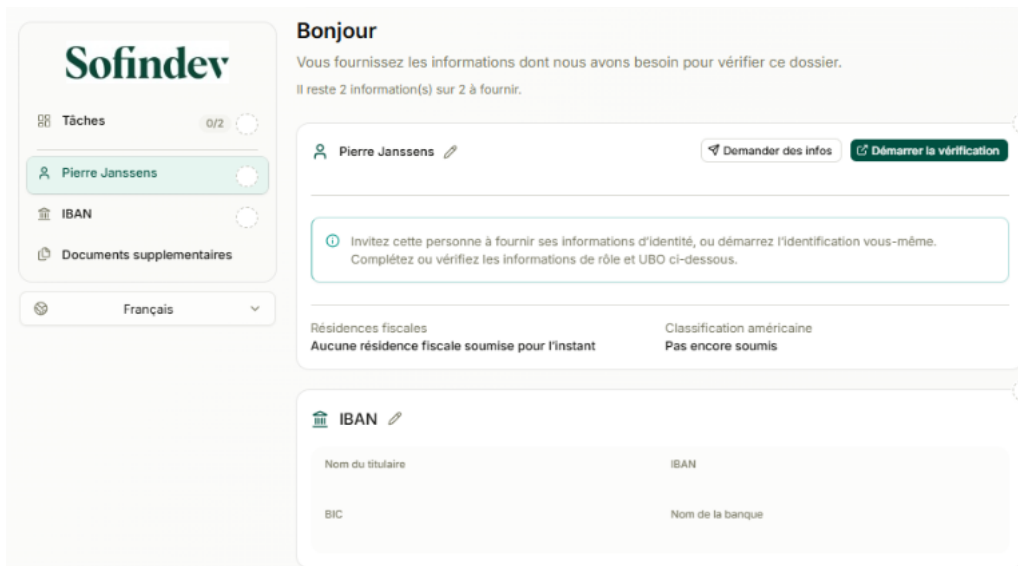 Sofindev
Tâches
0/2
Pierre Janssens
IBAN
Documents supplementaires
Français
Bonjour
Vous fournissez les informations dont nous avons besoin pour vérifier ce dossier.
Il reste 2 information(s) sur 2 à fournir.
Pierre Janssens
Demander des infos
Démarrer la vérification
Invitez cette personne à fournir ses informations d'identité, ou démarrez l'identification vous-même.
Complétez ou vérifiez les informations de rôle et UBO ci-dessous.
Résidences fiscales
Aucune résidence fiscale soumise pour l'instant
Classification américaine
Pas encore soumis
IBAN
Nom du titulaire
IBAN
BIC
Nom de la banque